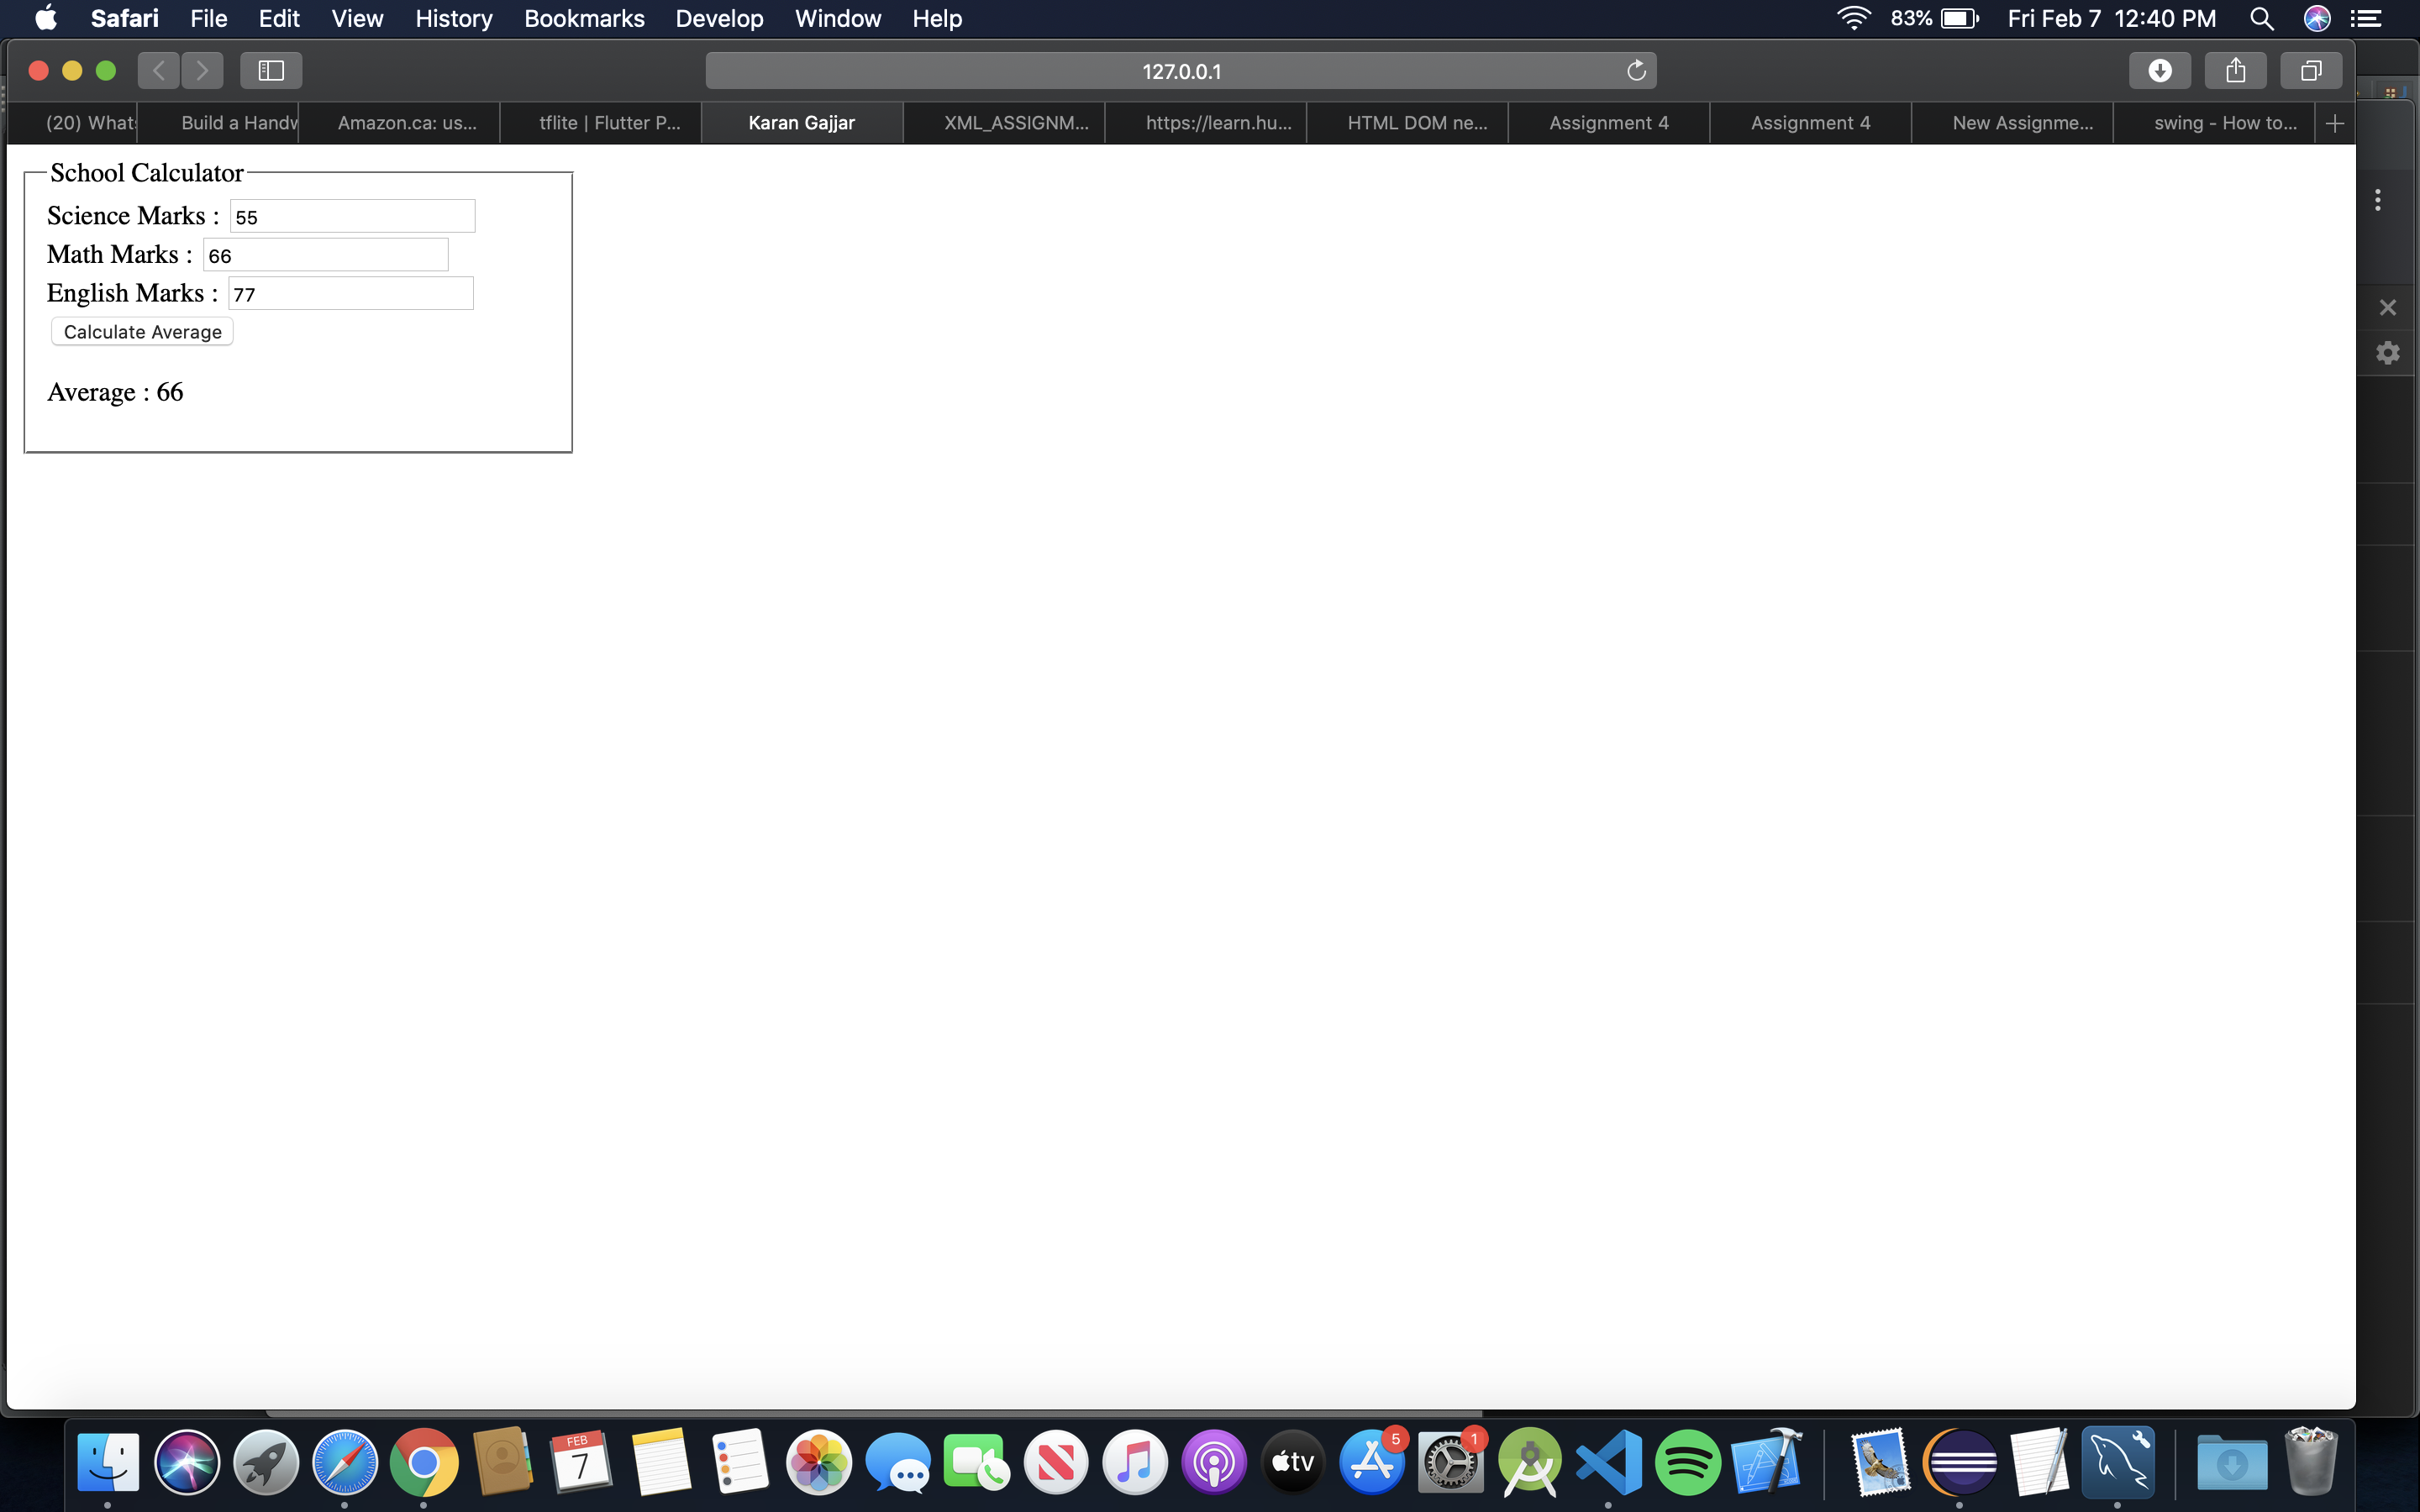 Safari File Edit View History Bookmarks Develop Window Help 83% Fri Feb 7 12:40 PM
127.0.0.1
(20) What Build a Handw Amazon.ca: us... tflite | Flutter P... Karan Gajjar XML_ASSIGNM... https://learn.hu... HTML DOM ne... Assignment 4 Assignment 4 New Assignme... swing - How to...
School Calculator
Science Marks : 55
Math Marks : 66
English Marks : 77
Calculate Average
Average : 66
FEB
7
tv
5
1